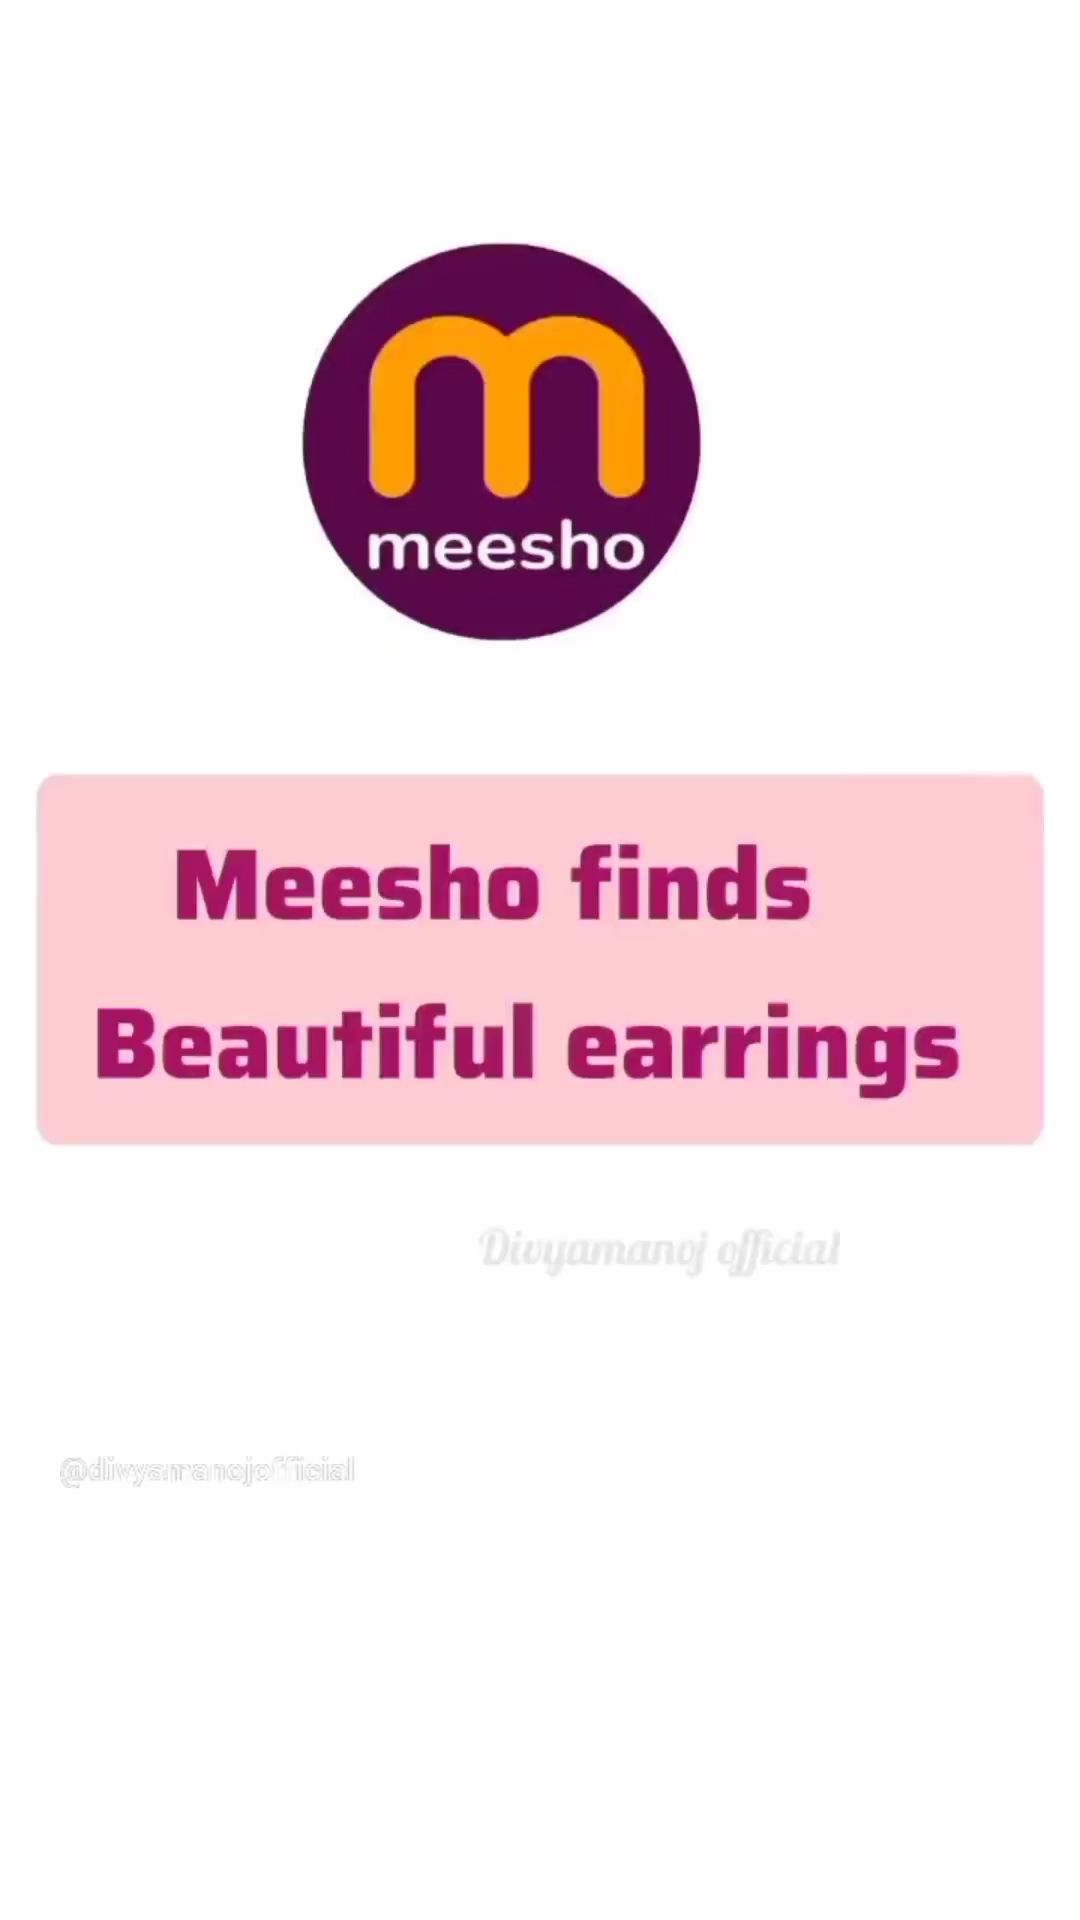 meesho
Meesho finds
Beautiful earrings
Divyamanoj official
@divyamanojofficial